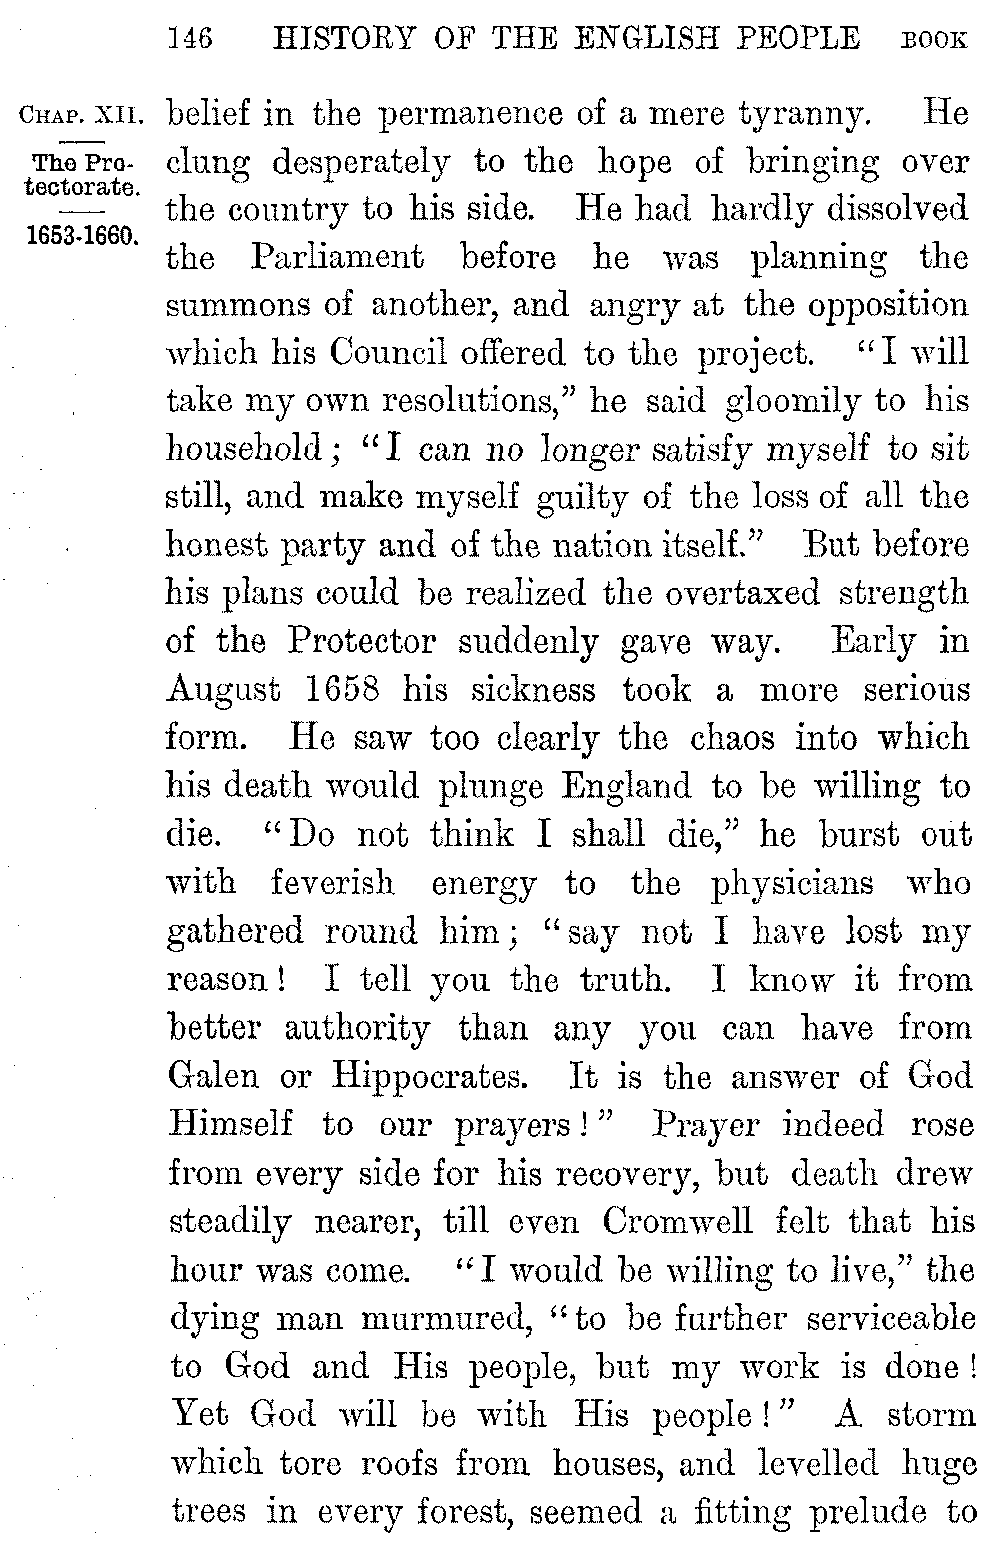 146 HISTORY OF THE ENGLISH PEOPLE BOOK
CHAP. XII.
The Pro-
tectorate.
1653-1660.
belief in the permanence of a mere tyranny. He
clung desperately to the hope of bringing over
the country to his side. He had hardly dissolved
the Parliament before he was planning the
summons of another, and angry at the opposition
which his Council offered to the project. “I will
take my own resolutions,” he said gloomily to his
household; “I can no longer satisfy myself to sit
still, and make myself guilty of the loss of all the
honest party and of the nation itself.” But before
his plans could be realized the overtaxed strength
of the Protector suddenly gave way. Early in
August 1658 his sickness took a more serious
form. He saw too clearly the chaos into which
his death would plunge England to be willing to
die. “Do not think I shall die,” he burst out
with feverish energy to the physicians who
gathered round him; “say not I have lost my
reason! I tell you the truth. I know it from
better authority than any you can have from
Galen or Hippocrates. It is the answer of God
Himself to our prayers!” Prayer indeed rose
from every side for his recovery, but death drew
steadily nearer, till even Cromwell felt that his
hour was come. “I would be willing to live,” the
dying man murmured, “to be further serviceable
to God and His people, but my work is done!
Yet God will be with His people!” A storm
which tore roofs from houses, and levelled huge
trees in every forest, seemed a fitting prelude to